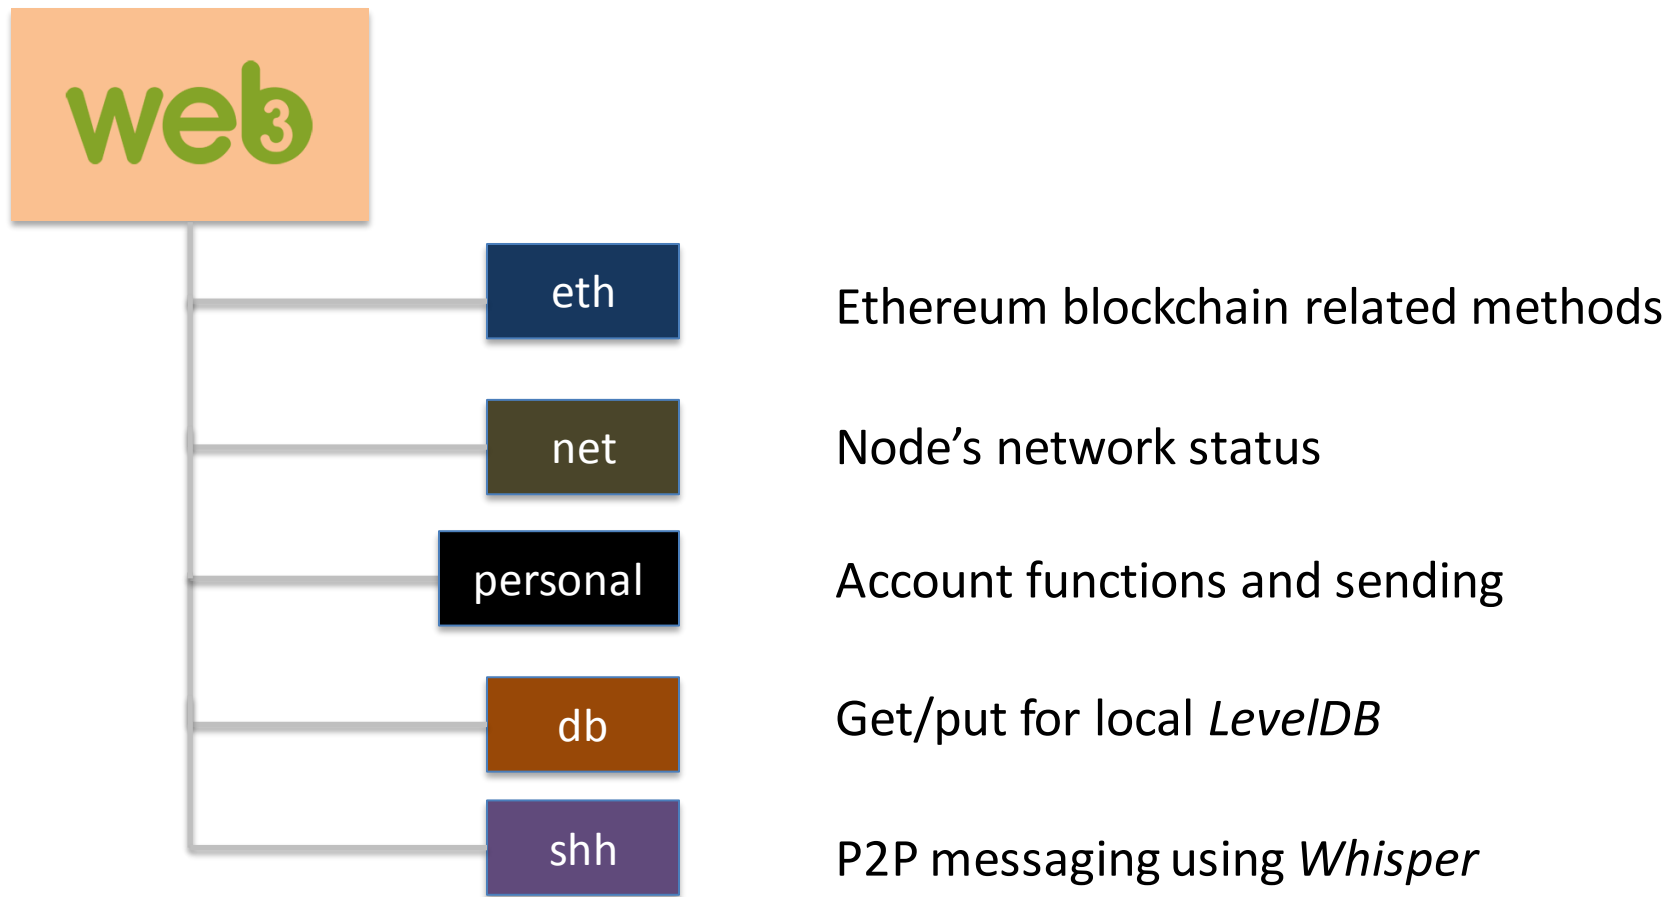 web3
eth
Ethereum blockchain related methods
net
Node’s network status
personal
Account functions and sending
db
Get/put for local LevelDB
shh
P2P messaging using Whisper